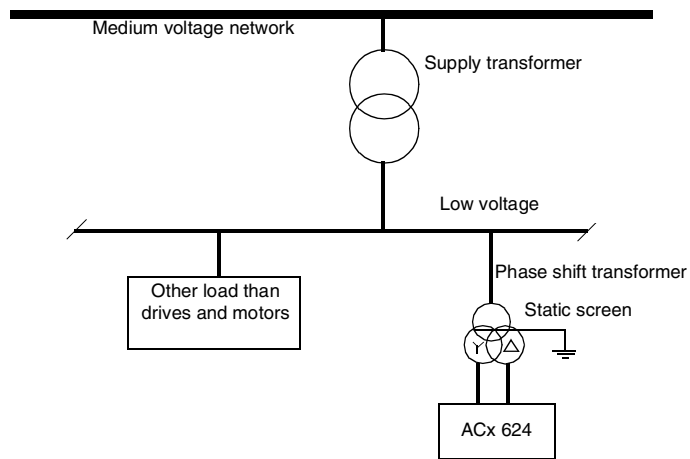 Medium voltage network
Supply transformer
Low voltage
Phase shift transformer
Other load than
drives and motors
Static screen
Y
ACx 624